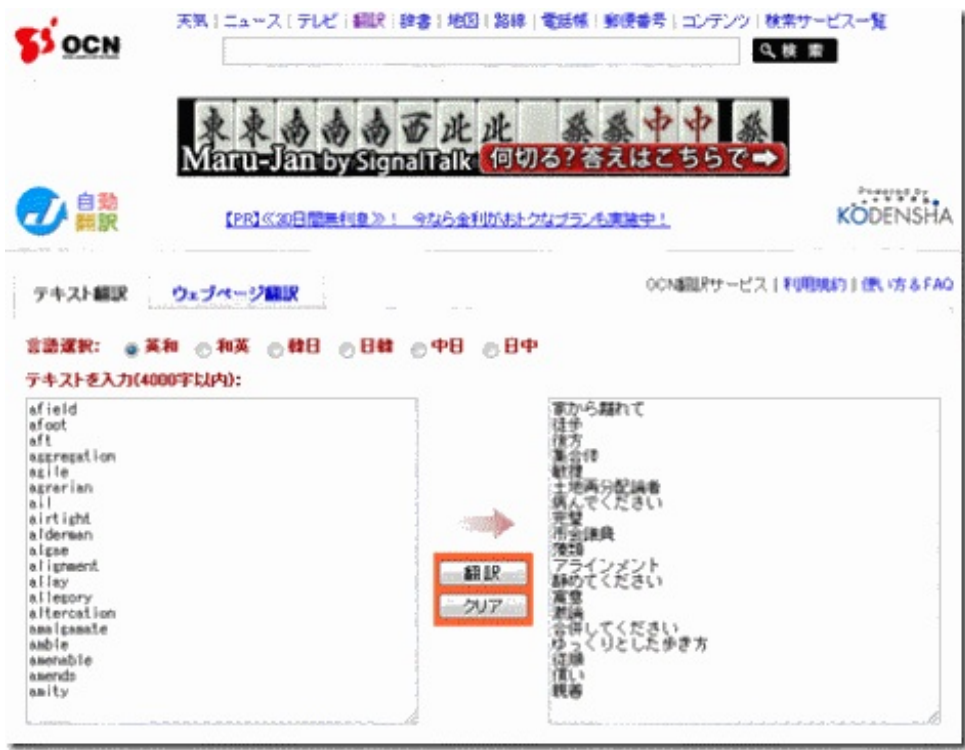 OCN
天気 | ニュース | テレビ | 翻訳 | 辞書 | 地図 | 路線 | 電話帳 | 郵便番号 | コンテンツ | 検索サービス一覧
検 索
東 東 南 南 南 西 北 北 發 發 中 中 發
Maru-Jan by SignalTalk 何切る?答えはこちらで
自動
翻訳
【PR】≪30日間無利息≫! 今なら金利がおトクなプランも実施中!
Powered by
KODENSHA
テキスト翻訳 ウェブページ翻訳
OCN翻訳サービス | 利用規約 | 使い方&FAQ
言語選択: 英和 和英 韓日 日韓 中日 日中
テキストを入力(4000字以内):
afield
afoot
aft
aggregation
agile
agrarian
ail
airtight
alderman
algae
alignment
allay
allegory
altercation
amalgamate
amble
amenable
amends
amity
翻訳
クリア
家から離れて
徒歩
後方
集合体
敏捷
土地再分配論者
病んでください
完璧
市会議員
藻類
アラインメント
静めてください
寓意
激論
合併してください
ゆっくりとした歩き方
従順
償い
親善